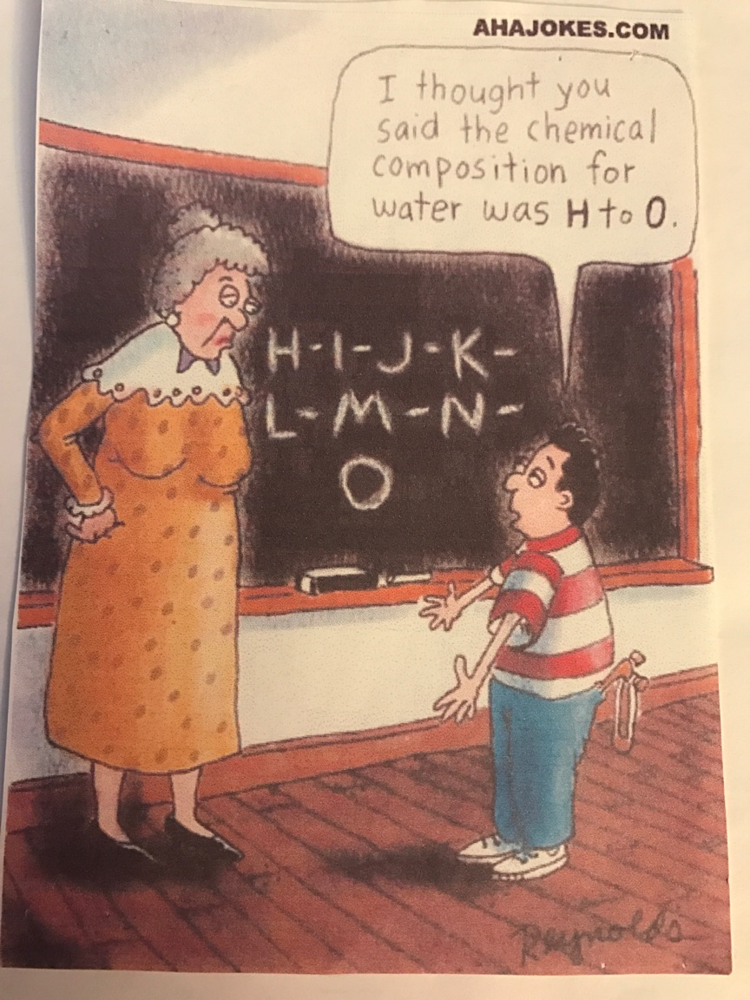 AHAJOKES.COM
I thought you
said the chemical
composition for
water was H to O.
H-I-J-K-
L-M-N-
O
Reynolds